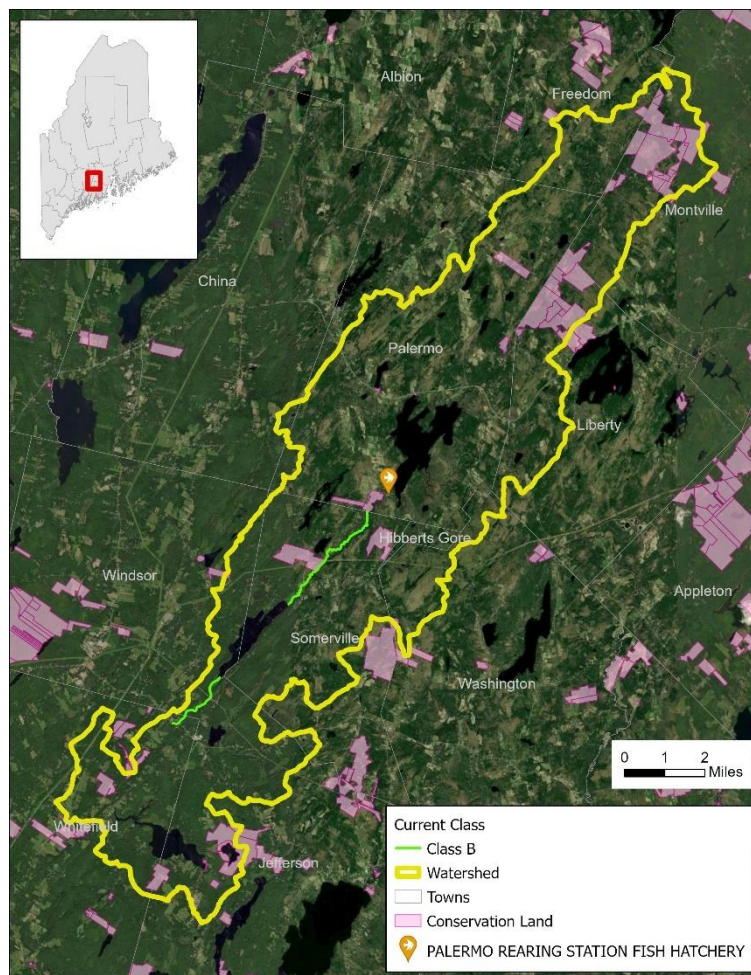 Albion
Freedom
Montville
China
Palermo
Liberty
Hibberts Gore
Windsor
Appleton
Somerville
Washington
0 1 2
Miles
Whitefield
Jefferson
Current Class
Class B
Watershed
Towns
Conservation Land
PALERMO REARING STATION FISH HATCHERY